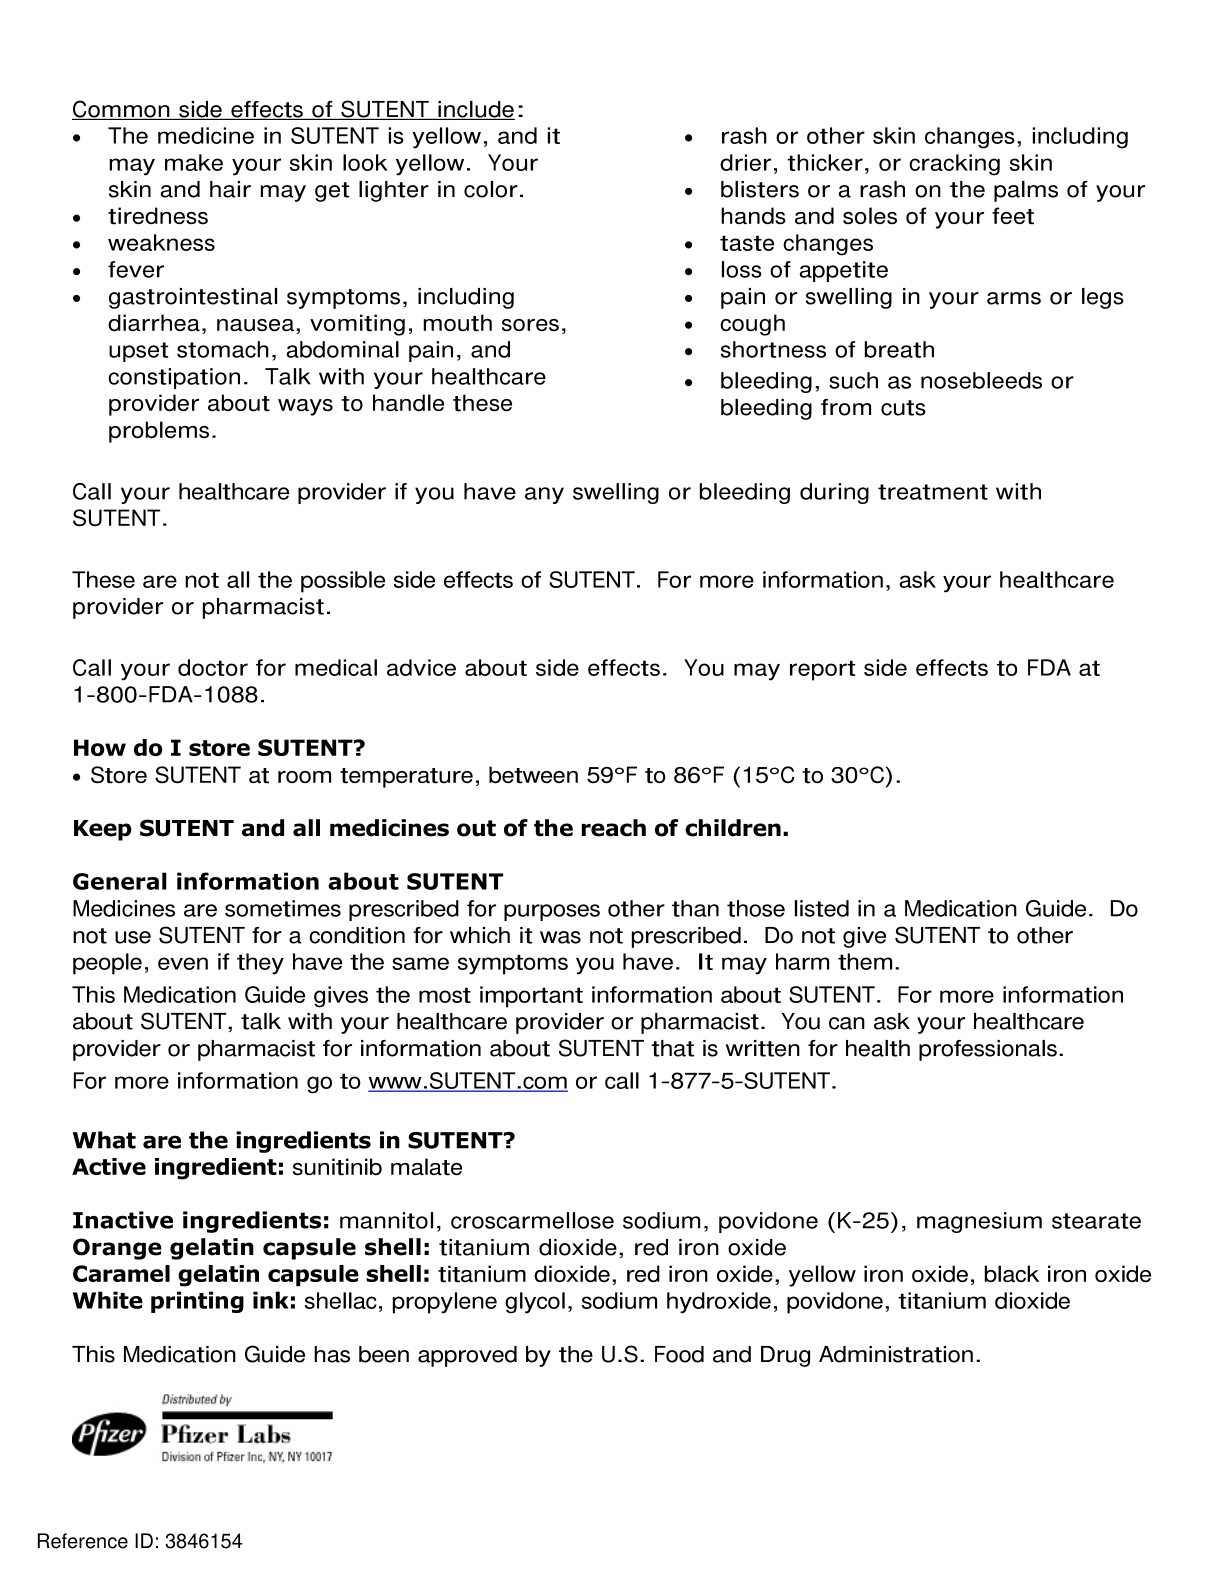 Common side effects of SUTENT include:
• The medicine in SUTENT is yellow, and it
may make your skin look yellow. Your
skin and hair may get lighter in color.
• tiredness
• weakness
• fever
• gastrointestinal symptoms, including
diarrhea, nausea, vomiting, mouth sores,
upset stomach, abdominal pain, and
constipation. Talk with your healthcare
provider about ways to handle these
problems.
• rash or other skin changes, including
drier, thicker, or cracking skin
• blisters or a rash on the palms of your
hands and soles of your feet
• taste changes
• loss of appetite
• pain or swelling in your arms or legs
• cough
• shortness of breath
• bleeding, such as nosebleeds or
bleeding from cuts
Call your healthcare provider if you have any swelling or bleeding during treatment with
SUTENT.
These are not all the possible side effects of SUTENT. For more information, ask your healthcare
provider or pharmacist.
Call your doctor for medical advice about side effects. You may report side effects to FDA at
1-800-FDA-1088.
How do I store SUTENT?
• Store SUTENT at room temperature, between 59°F to 86°F (15°C to 30°C).
Keep SUTENT and all medicines out of the reach of children.
General information about SUTENT
Medicines are sometimes prescribed for purposes other than those listed in a Medication Guide. Do
not use SUTENT for a condition for which it was not prescribed. Do not give SUTENT to other
people, even if they have the same symptoms you have. It may harm them.
This Medication Guide gives the most important information about SUTENT. For more information
about SUTENT, talk with your healthcare provider or pharmacist. You can ask your healthcare
provider or pharmacist for information about SUTENT that is written for health professionals.
For more information go to www.SUTENT.com or call 1-877-5-SUTENT.
What are the ingredients in SUTENT?
Active ingredient: sunitinib malate
Inactive ingredients: mannitol, croscarmellose sodium, povidone (K-25), magnesium stearate
Orange gelatin capsule shell: titanium dioxide, red iron oxide
Caramel gelatin capsule shell: titanium dioxide, red iron oxide, yellow iron oxide, black iron oxide
White printing ink: shellac, propylene glycol, sodium hydroxide, povidone, titanium dioxide
This Medication Guide has been approved by the U.S. Food and Drug Administration.
Distributed by
Pfizer
Pfizer Labs
Division of Pfizer Inc, NY, NY 10017
Reference ID: 3846154